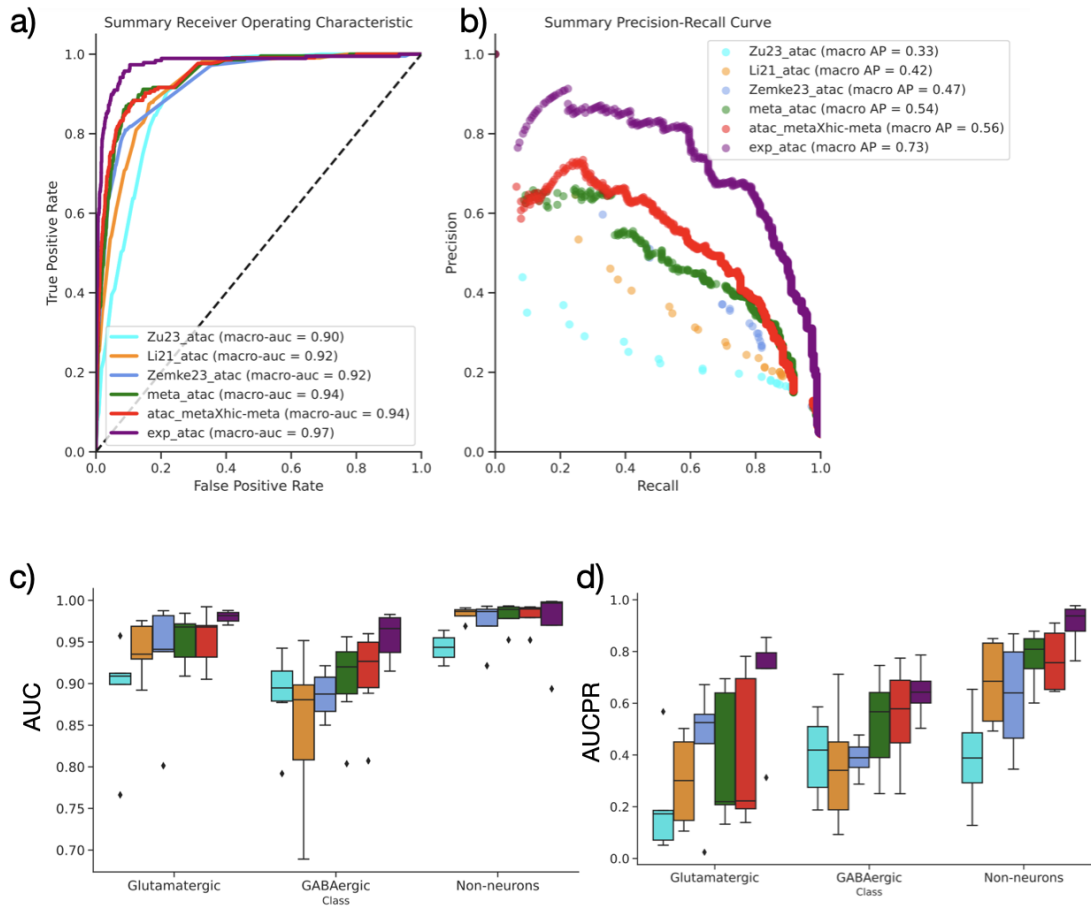 a)
Summary Receiver Operating Characteristic
1.0
0.8
0.6
0.4
0.2
0.0
True Positive Rate
Zu23_atac (macro-auc = 0.90)
Li21_atac (macro-auc = 0.92)
Zemke23_atac (macro-auc = 0.92)
meta_atac (macro-auc = 0.94)
atac_metaXhic-meta (macro-auc = 0.94)
exp_atac (macro-auc = 0.97)
0.0 0.2 0.4 0.6 0.8 1.0
False Positive Rate
b)
Summary Precision-Recall Curve
1.0
0.8
0.6
0.4
0.2
0.0
Precision
Zu23_atac (macro AP = 0.33)
Li21_atac (macro AP = 0.42)
Zemke23_atac (macro AP = 0.47)
meta_atac (macro AP = 0.54)
atac_metaXhic-meta (macro AP = 0.56)
exp_atac (macro AP = 0.73)
0.0 0.2 0.4 0.6 0.8 1.0
Recall
c)
1.00
0.95
0.90
0.85
0.80
0.75
0.70
AUC
Glutamatergic GABAergic Non-neurons
Class
d)
1.0
0.8
0.6
0.4
0.2
0.0
AUCPR
Glutamatergic GABAergic Non-neurons
Class